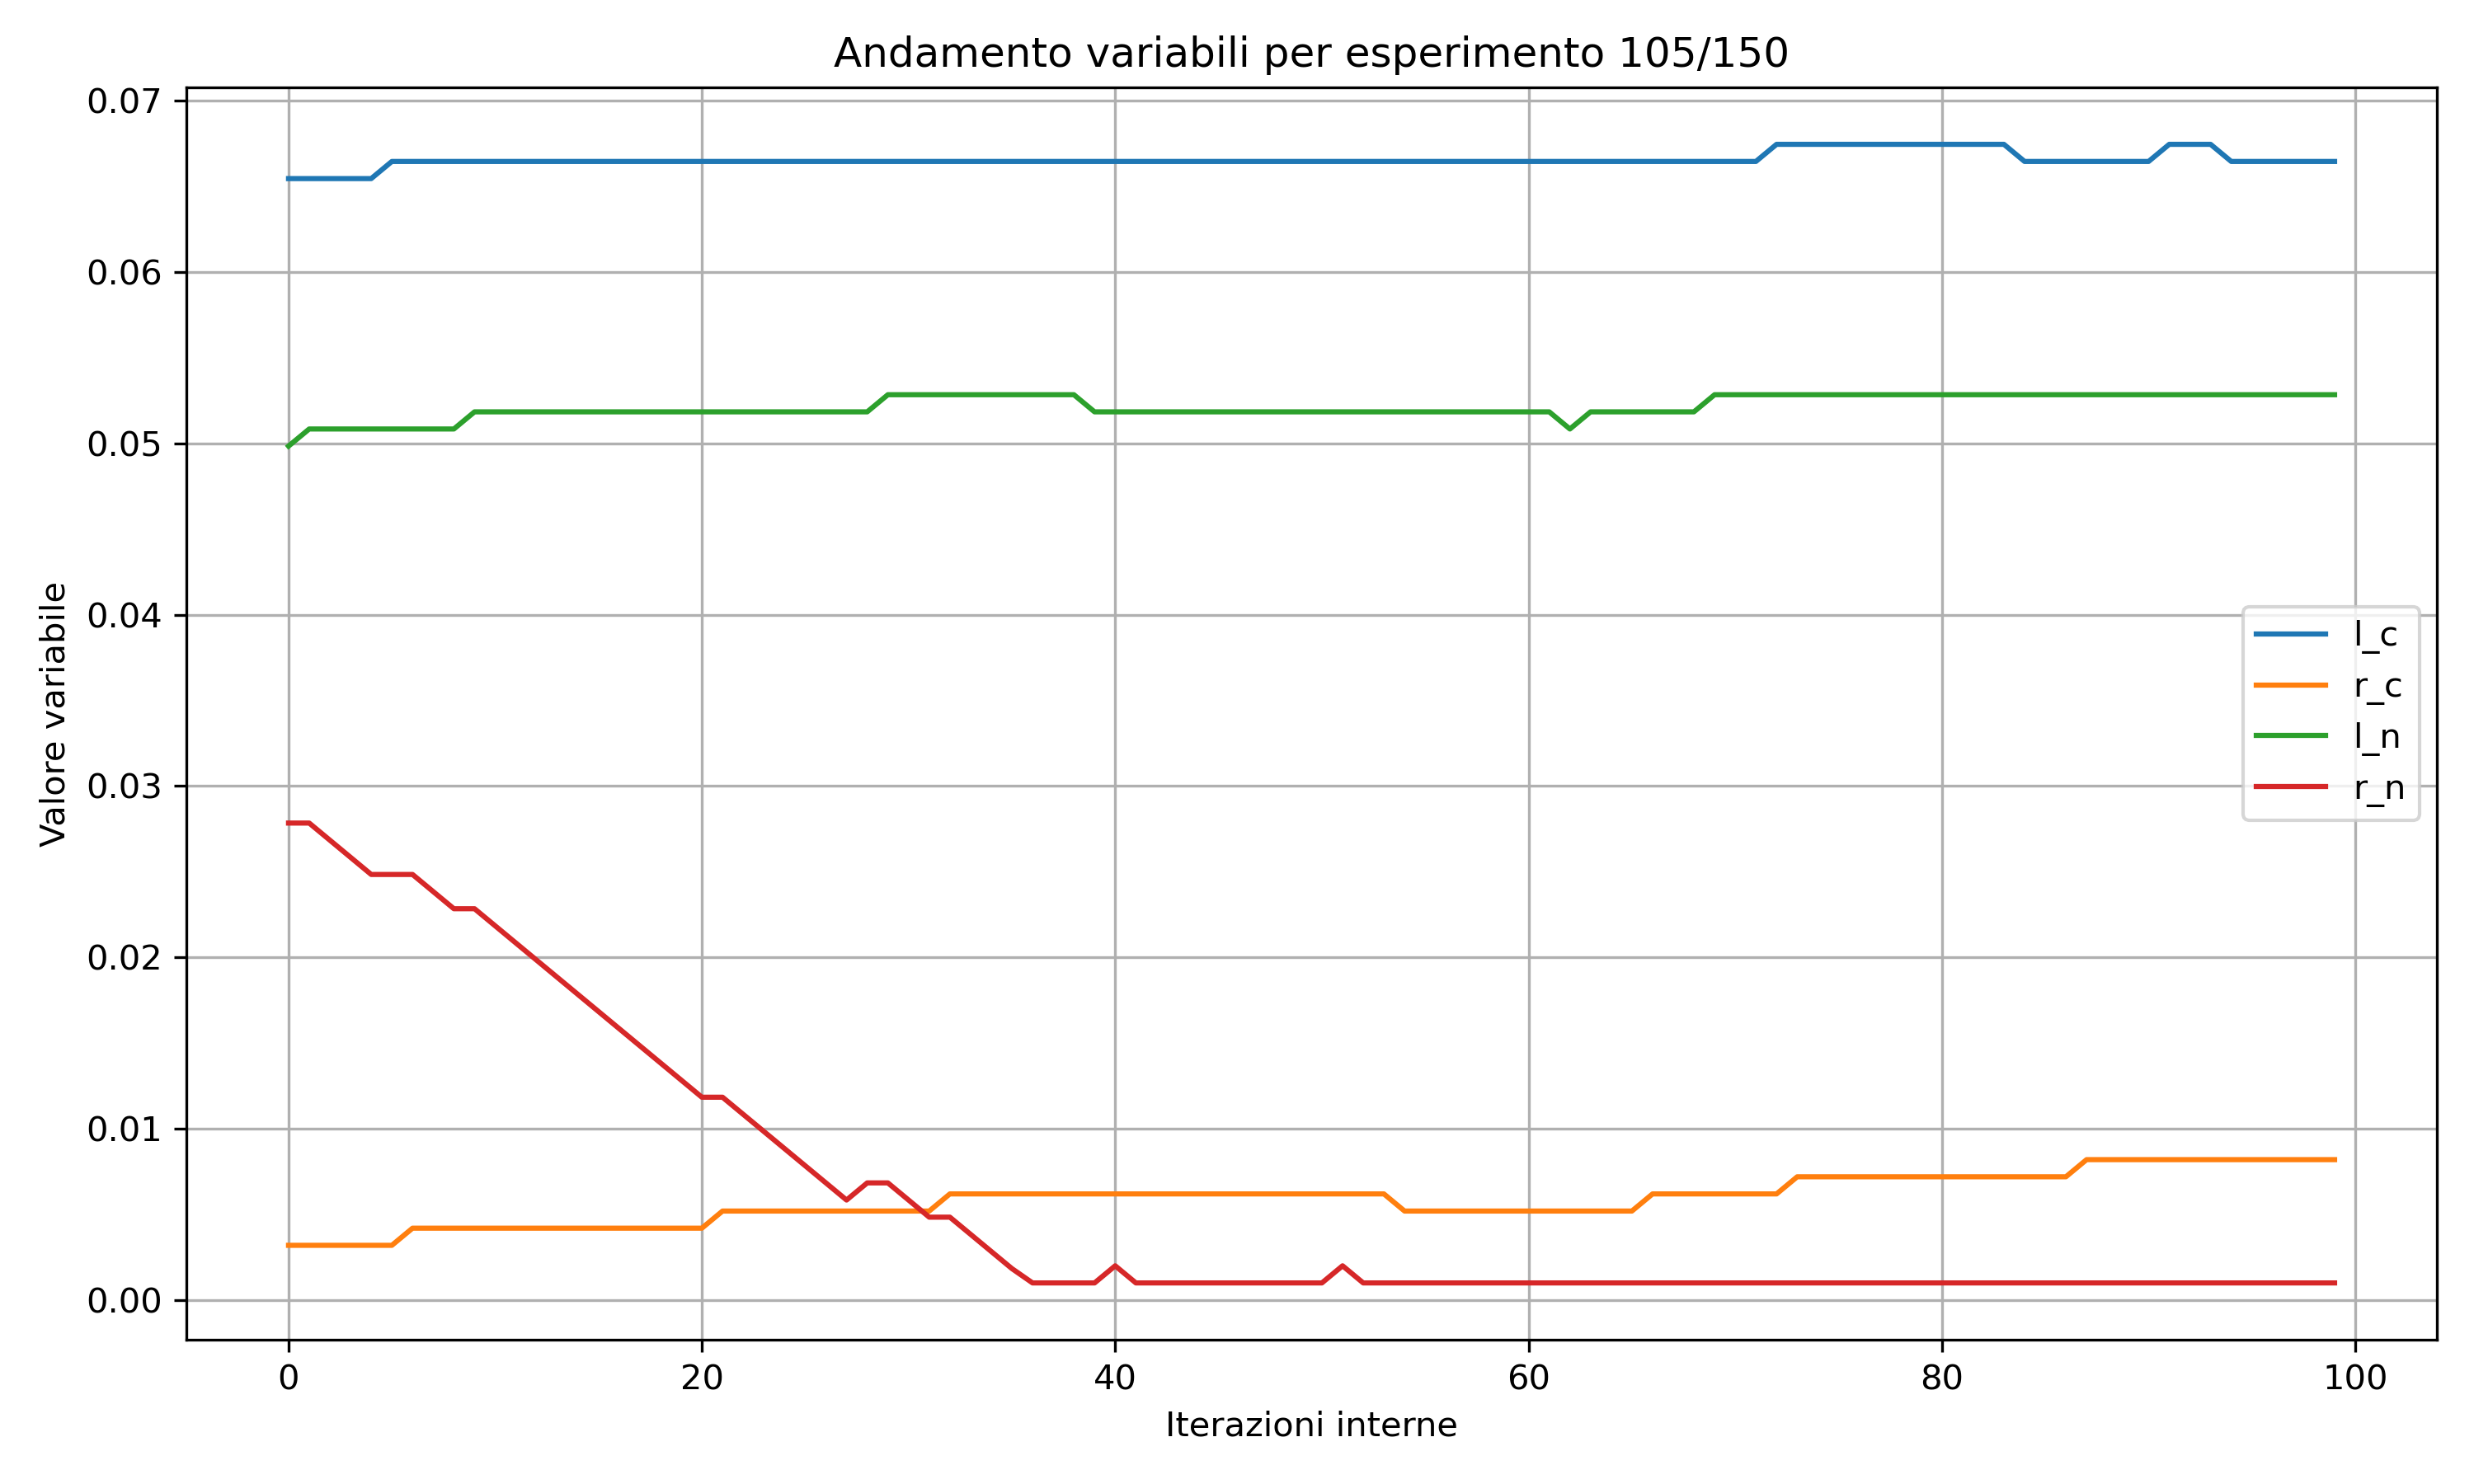 Andamento variabili per esperimento 105/150
Valore variabile
0.07
0.06
0.05
0.04
0.03
0.02
0.01
0.00
l_c
r_c
l_n
r_n
0 20 40 60 80 100
Iterazioni interne